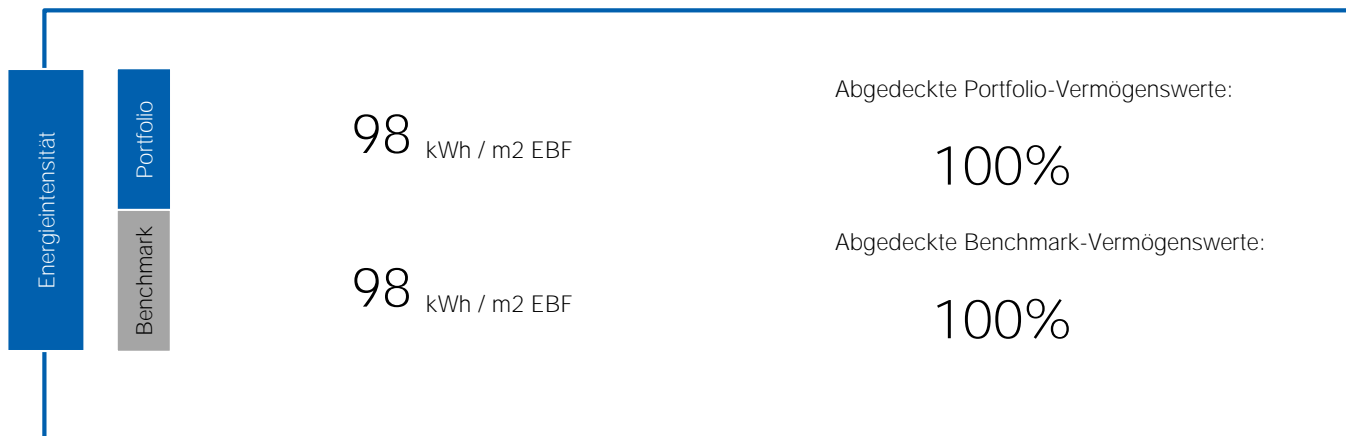 Energieintensität
Portfolio
98 kWh / m2 EBF
Abgedeckte Portfolio-Vermögenswerte:
100%
Benchmark
98 kWh / m2 EBF
Abgedeckte Benchmark-Vermögenswerte:
100%